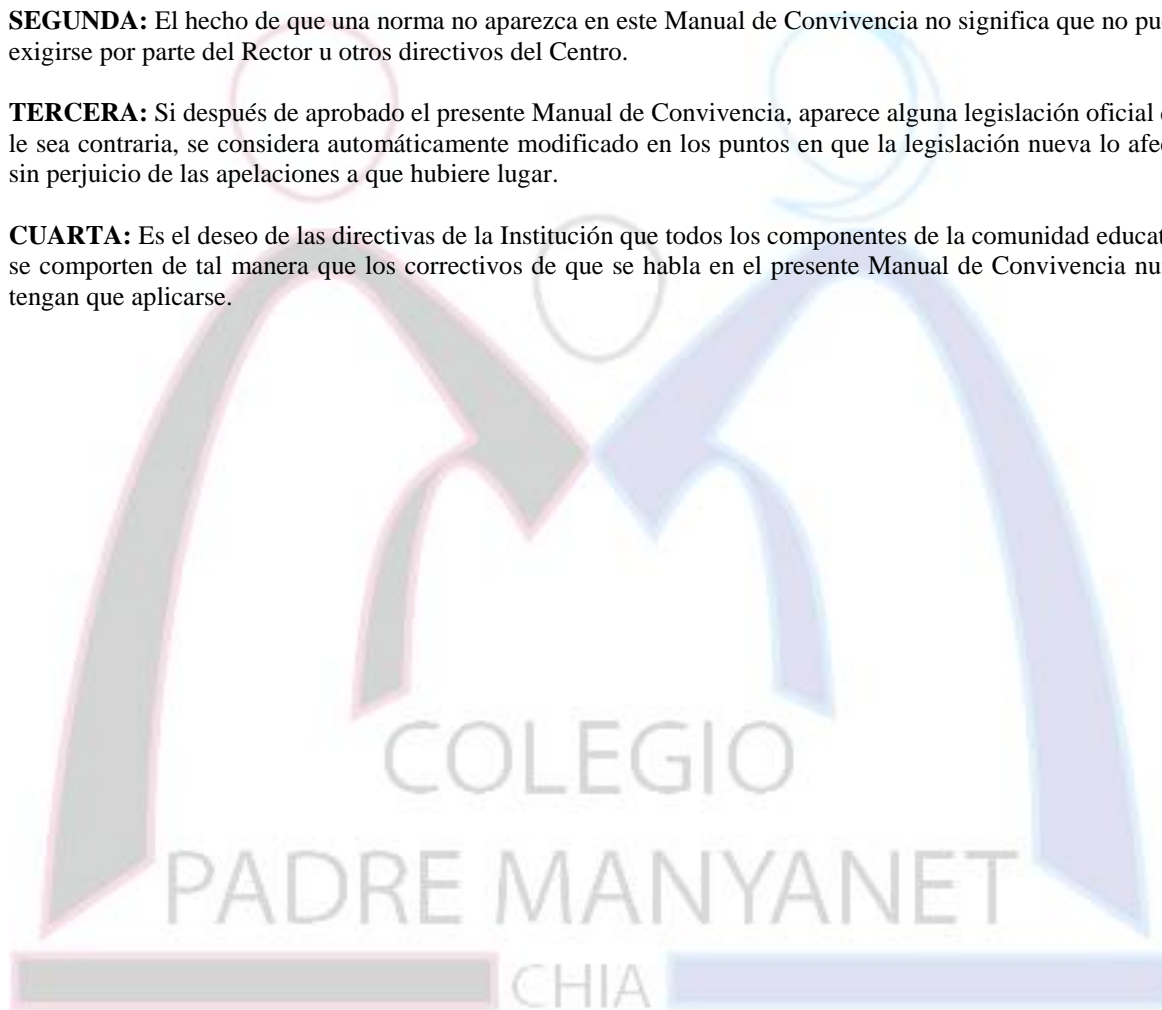 SEGUNDA: El hecho de que una norma no aparezca en este Manual de Convivencia no significa que no
exigirse por parte del Rector u otros directivos del Centro.
TERCERA: Si después de aprobado el presente Manual de Convivencia, aparece alguna legislación oficial
le sea contraria, se considera automáticamente modificado en los puntos en que la legislación nueva lo
sin perjuicio de las apelaciones a que hubiere lugar.
CUARTA: Es el deseo de las directivas de la Institución que todos los componentes de la comunidad
se comporten de tal manera que los correctivos de que se habla en el presente Manual de Convivencia
tengan que aplicarse.
COLEGIO
PADRE MANYANET
CHIA